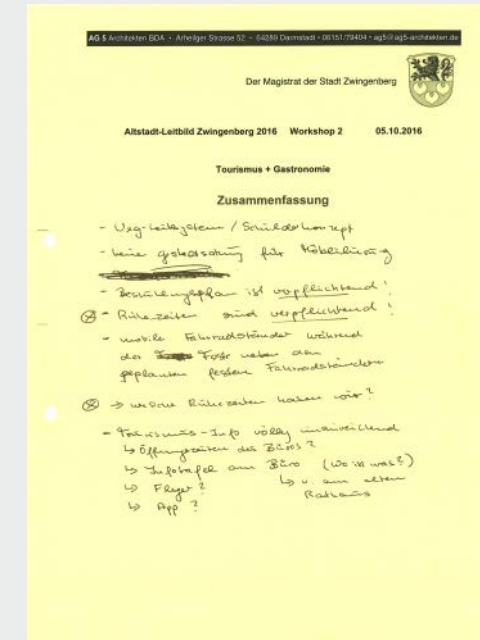 AG 5 Architekten BDA • Arheilger Strasse 52 • 64289 Darmstadt • 06151/79404 • ag5@ag5-architekten.de
Der Magistrat der Stadt Zwingenberg
Altstadt-Leitbild Zwingenberg 2016 Workshop 2 05.10.2016
Tourismus + Gastronomie
Zusammenfassung
- Weg-Leitsystem / Schilderkonzept
- keine für Möblierung
- Bestuhlungsplan ist verpflichtend!
- Ruhezeiten sind verpflichtend!
- mobile Fahrradständer während
der Feste neben den
geplanten festen Fahrradständern
→ welche Ruhezeiten haben wir?
- Tourismus-Info völlig unzureichend
↳ Öffnungszeiten des Büros?
↳ Infotafel am Büro (Wo ist was?)
↳ Flyer? ↳ u. am alten
Rathaus
↳ App?